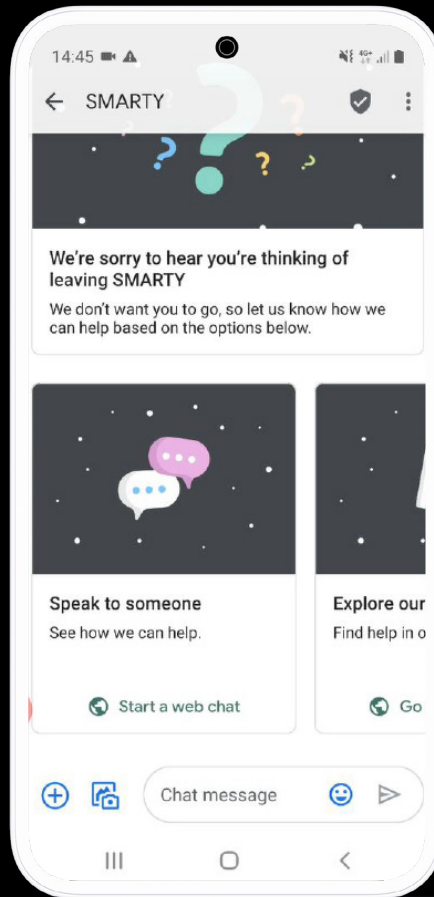 14:45
4G+
SMARTY
?
? ? ? ? ?
We're sorry to hear you're thinking of
leaving SMARTY
We don't want you to go, so let us know how we
can help based on the options below.
Speak to someone
See how we can help.
Start a web chat
Explore our
Find help in o
Go
Chat message